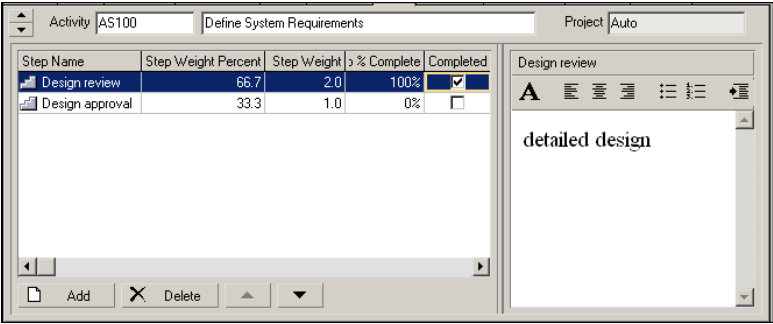 Activity AS100 Define System Requirements Project Auto
Step Name Step Weight Percent Step Weight % Complete Completed
Design review 66.7 2.0 100%
Design approval 33.3 1.0 0%
Design review
A
detailed design
Add Delete